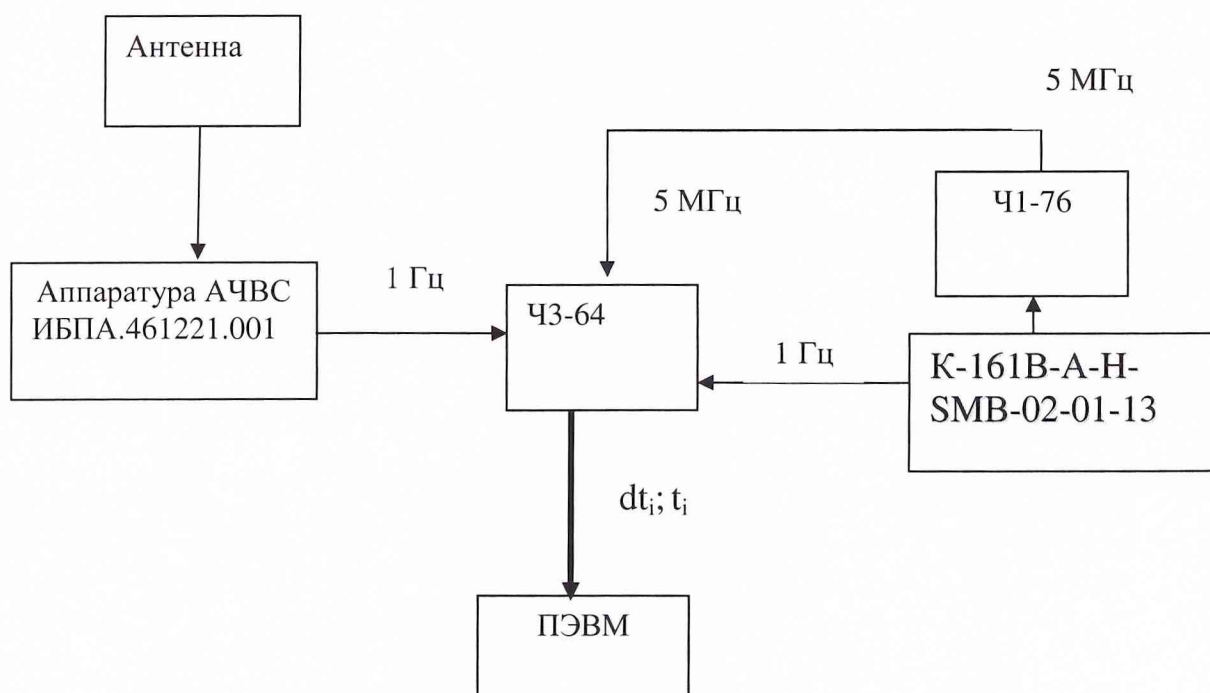 Антенна
5 МГц
5 МГц
Ч1-76
Аппаратура АЧВС
ИБПА.461221.001
1 Гц
Ч3-64
1 Гц
К-161В-А-Н-
SMB-02-01-13
dtᵢ; tᵢ
ПЭВМ